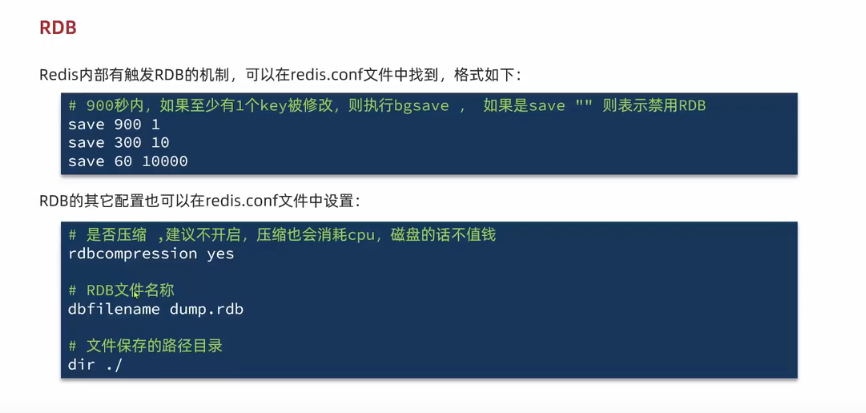 RDB
Redis内部有触发RDB的机制，可以在redis.conf文件中找到，格式如下：
# 900秒内，如果至少有1个key被修改，则执行bgsave ， 如果是save "" 则表示禁用RDB
save 900 1
save 300 10
save 60 10000
RDB的其它配置也可以在redis.conf文件中设置：
# 是否压缩 ,建议不开启，压缩也会消耗cpu，磁盘的话不值钱
rdbcompression yes
# RDB文件名称
dbfilename dump.rdb
# 文件保存的路径目录
dir ./